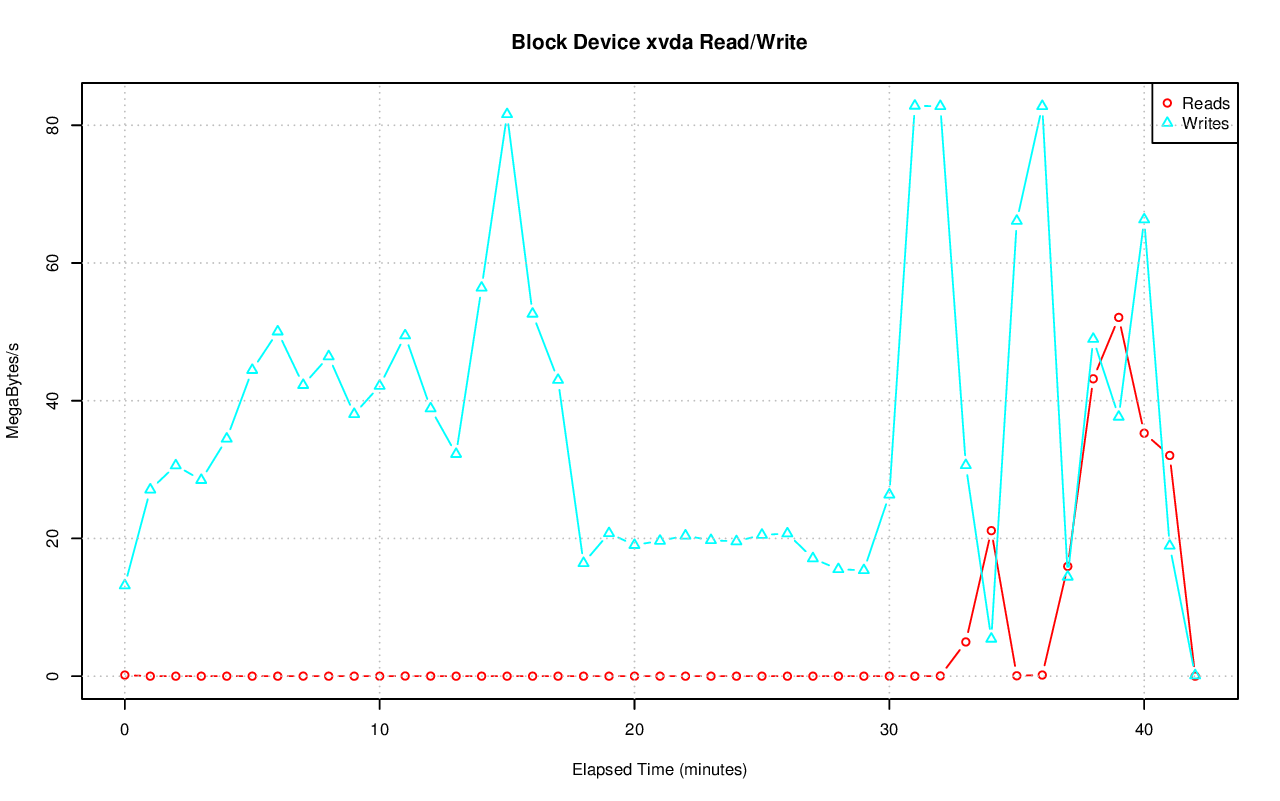 Block Device xvda Read/Write
Reads
Writes
MegaBytes/s
80
60
40
20
0
0 10 20 30 40
Elapsed Time (minutes)